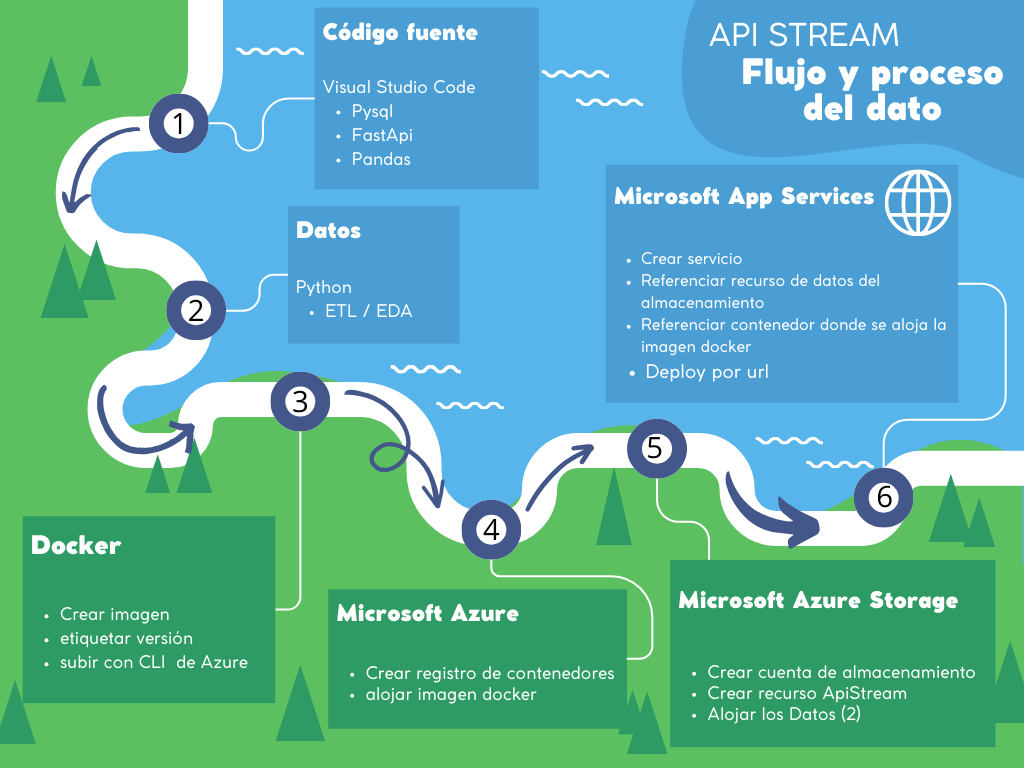 API STREAM
Flujo y proceso
del dato
1
Código fuente
Visual Studio Code
• Pysql
• FastApi
• Pandas
2
Datos
Python
• ETL / EDA
3
Docker
• Crear imagen
• etiquetar versión
• subir con CLI de Azure
4
Microsoft Azure
• Crear registro de contenedores
• alojar imagen docker
5
Microsoft Azure Storage
• Crear cuenta de almacenamiento
• Crear recurso ApiStream
• Alojar los Datos (2)
6
Microsoft App Services
• Crear servicio
• Referenciar recurso de datos del
almacenamiento
• Referenciar contenedor donde se aloja la
imagen docker
• Deploy por url